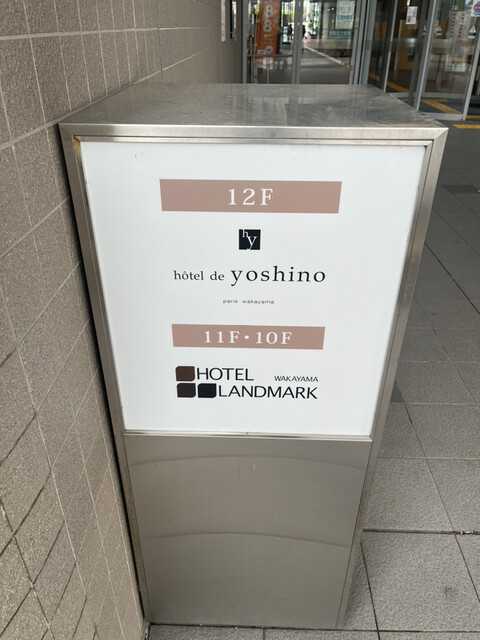 12F
hy
hôtel de yoshino
paris wakayama
11F・10F
HOTEL WAKAYAMA
LANDMARK